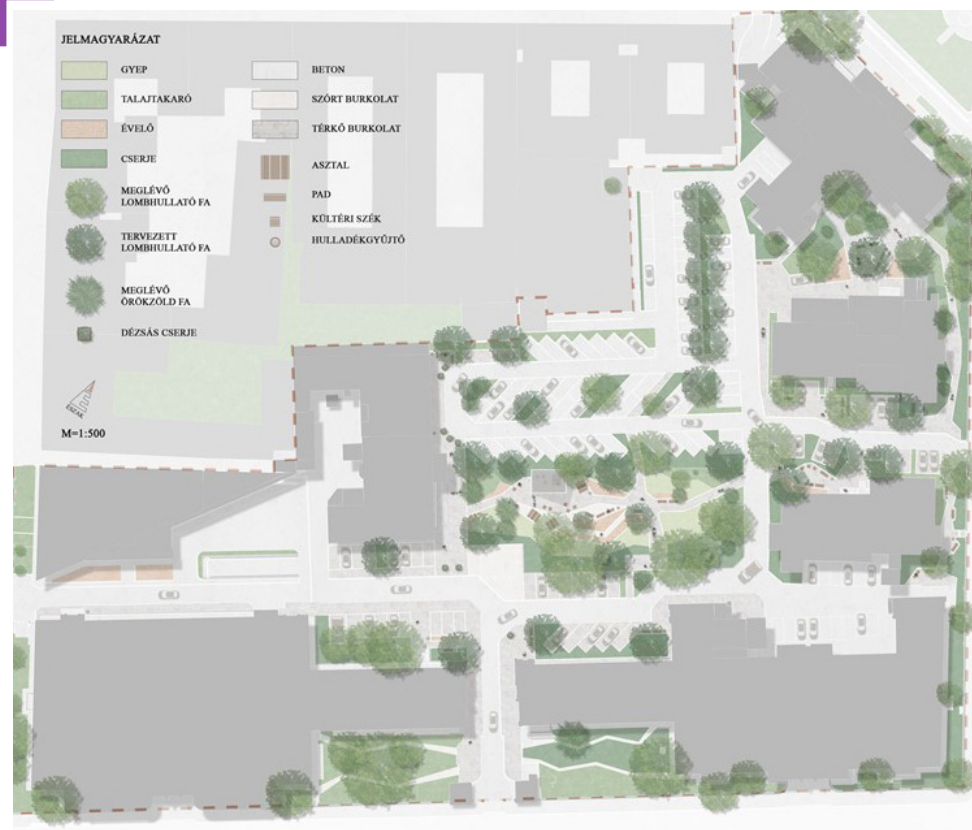 JELMAGYARÁZAT
GYEP
TALAJTAKARÓ
ÉVELŐ
CSERJE
MEGLÉVŐ
LOMBHULLATÓ FA
TERVEZETT
LOMBHULLATÓ FA
MEGLÉVŐ
ÖRÖKZÖLD FA
DÉZSÁS CSERJE
BETON
SZÓRT BURKOLAT
TÉRKŐ BURKOLAT
ASZTAL
PAD
KÜLTÉRI SZÉK
HULLADÉKGYŰJTŐ
ÉSZAK
M=1:500